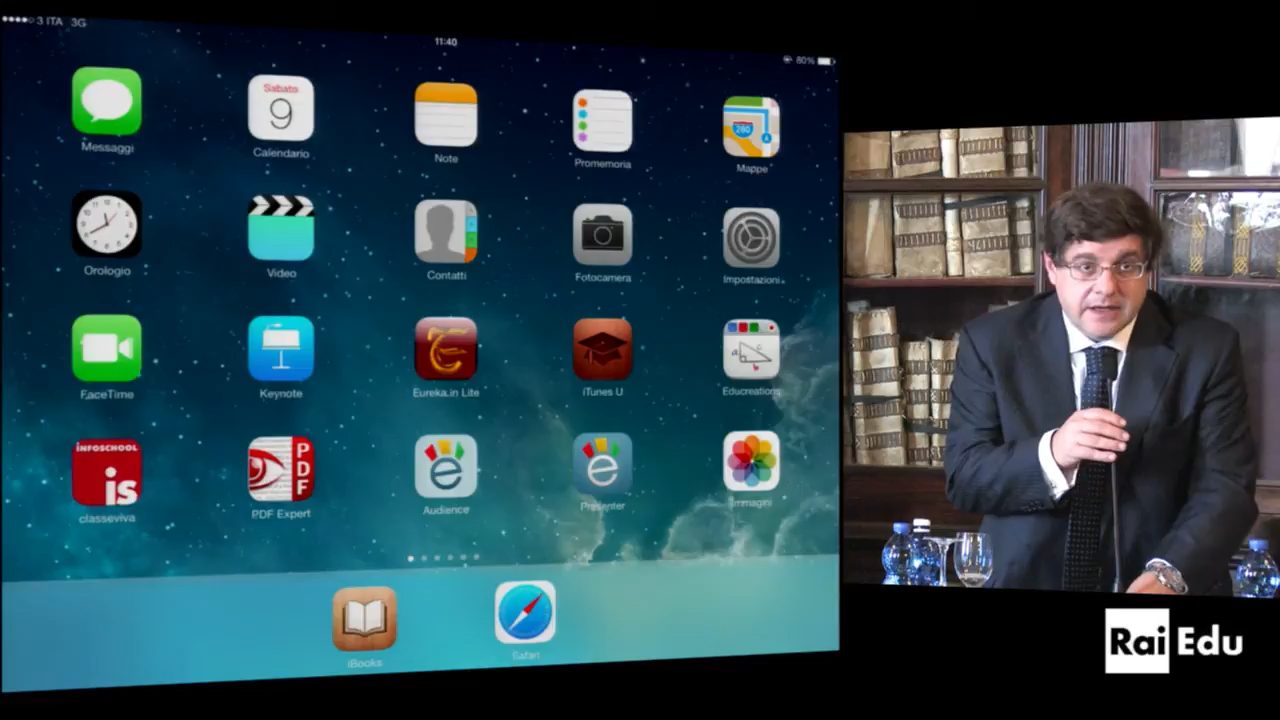 3 ITA 3G
11:40
80%
Sabato
9
280
Messaggi
Calendario
Note
Promemoria
Mappe
Orologio
Video
Contatti
Fotocamera
Impostazioni
FaceTime
Keynote
Eureka.in Lite
iTunes U
Educreations
INFOSCHOOL
is
PDF
e
e
classeviva
PDF Expert
Audience
Presenter
Immagini
iBooks
Safari
Rai Edu